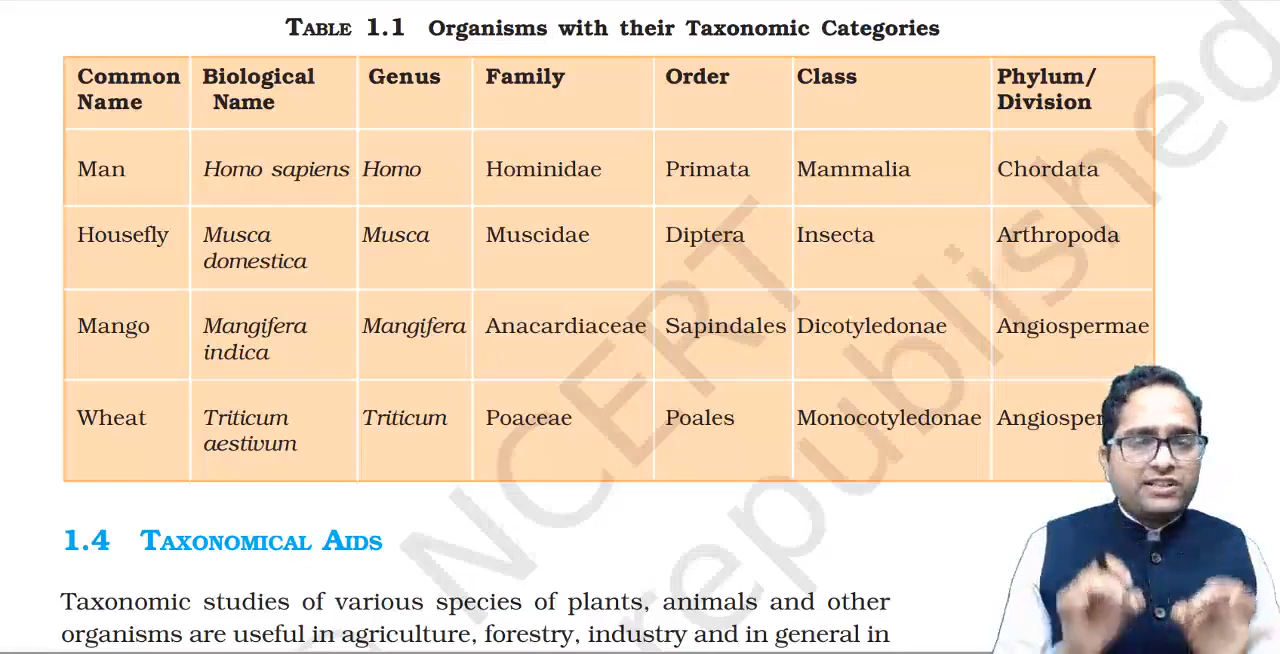 TABLE 1.1 Organisms with their Taxonomic Categories
Common Name | Biological Name | Genus | Family | Order | Class | Phylum/ Division
Man | Homo sapiens | Homo | Hominidae | Primata | Mammalia | Chordata
Housefly | Musca domestica | Musca | Muscidae | Diptera | Insecta | Arthropoda
Mango | Mangifera indica | Mangifera | Anacardiaceae | Sapindales | Dicotyledonae | Angiospermae
Wheat | Triticum aestivum | Triticum | Poaceae | Poales | Monocotyledonae
1.4 TAXONOMICAL AIDS
Taxonomic studies of various species of plants, animals and other
organisms are useful in agriculture, forestry, industry and in general in
NCERT
republished